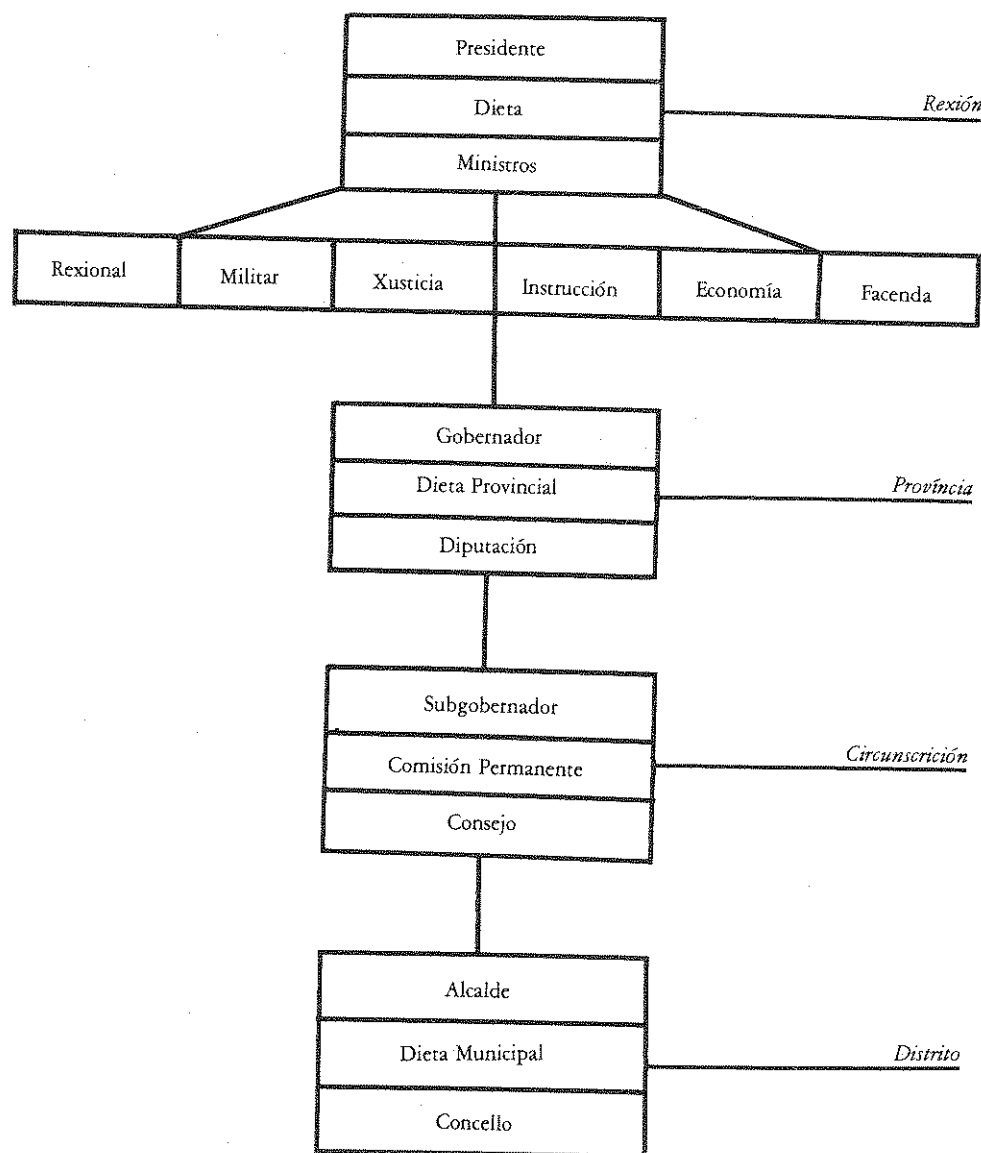 Presidente
Dieta
Rexión
Ministros
Rexional
Militar
Xusticia
Instrucción
Economía
Facenda
Gobernador
Dieta Provincial
Província
Diputación
Subgobernador
Comisión Permanente
Circunscrición
Consejo
Alcalde
Dieta Municipal
Distrito
Concello